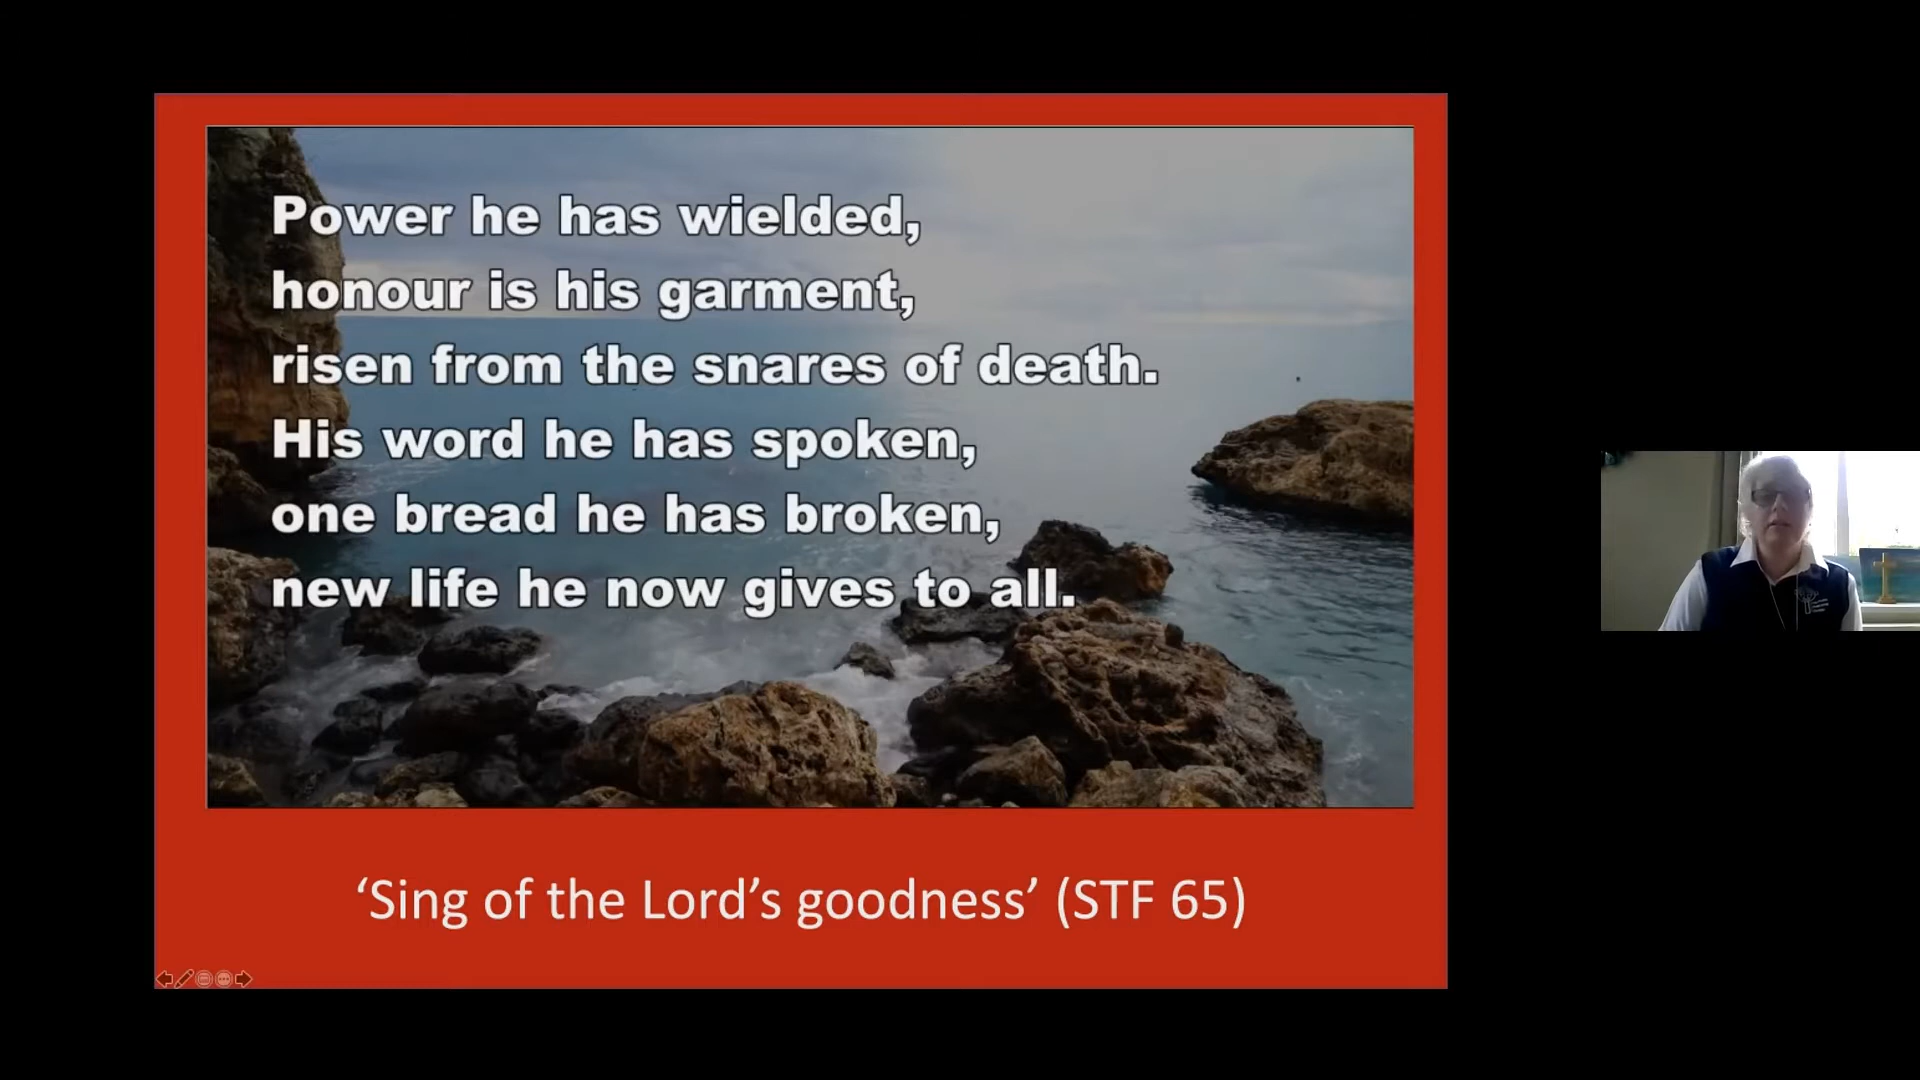 Power he has wielded,
honour is his garment,
risen from the snares of death.
His word he has spoken,
one bread he has broken,
new life he now gives to all.
‘Sing of the Lord’s goodness’ (STF 65)